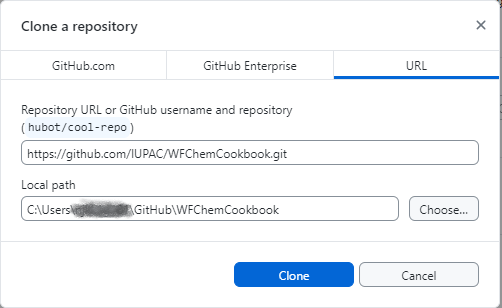 Clone a repository
GitHub.com
GitHub Enterprise
URL
Repository URL or GitHub username and repository
( hubot/cool-repo )
https://github.com/IUPAC/WFChemCookbook.git
Local path
C:\Users\ \GitHub\WFChemCookbook
Choose...
Clone
Cancel